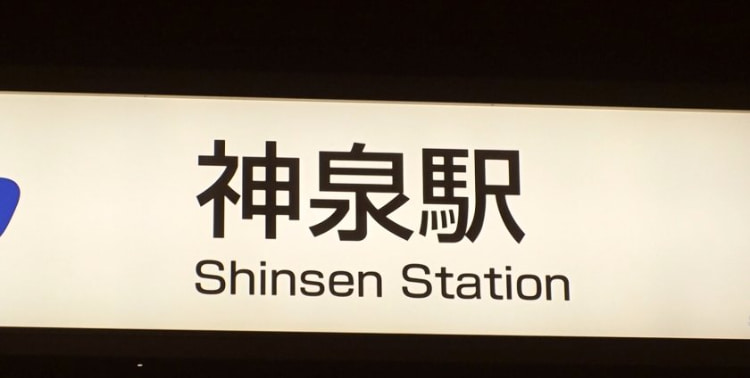 神泉駅
Shinsen Station